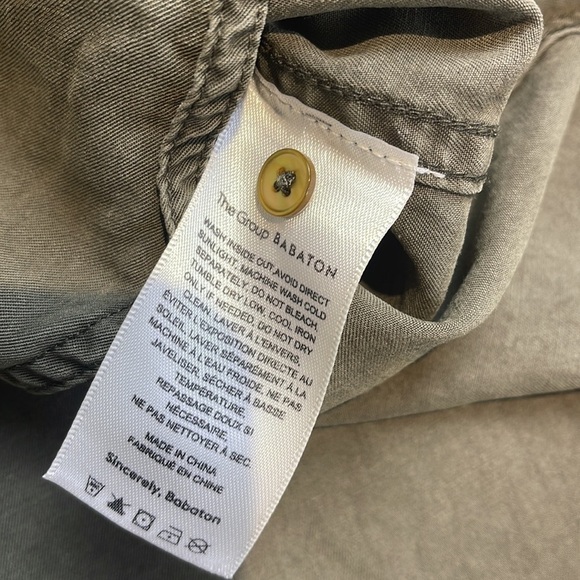 The Group BABATON
WASH INSIDE OUT.AVOID DIRECT
SUNLIGHT, MACHINE WASH COLD
SEPARATELY. DO NOT BLEACH.
TUMBLE DRY LOW. COOL IRON
ONLY IF NEEDED. DO NOT DRY
CLEAN. LAVER À L'ENVERS.
ÉVITER L'EXPOSITION DIRECTE AU
SOLEIL. LAVER SÉPARÉMENT À LA
MACHINE À L'EAU FROIDE. NE PAS
JAVELISER. SÉCHER À BASSE
TEMPÉRATURE.
REPASSAGE DOUX SI
NÉCESSAIRE.
NE PAS NETTOYER À SEC.
MADE IN CHINA
FABRIQUÉ EN CHINE
Sincerely, Babaton